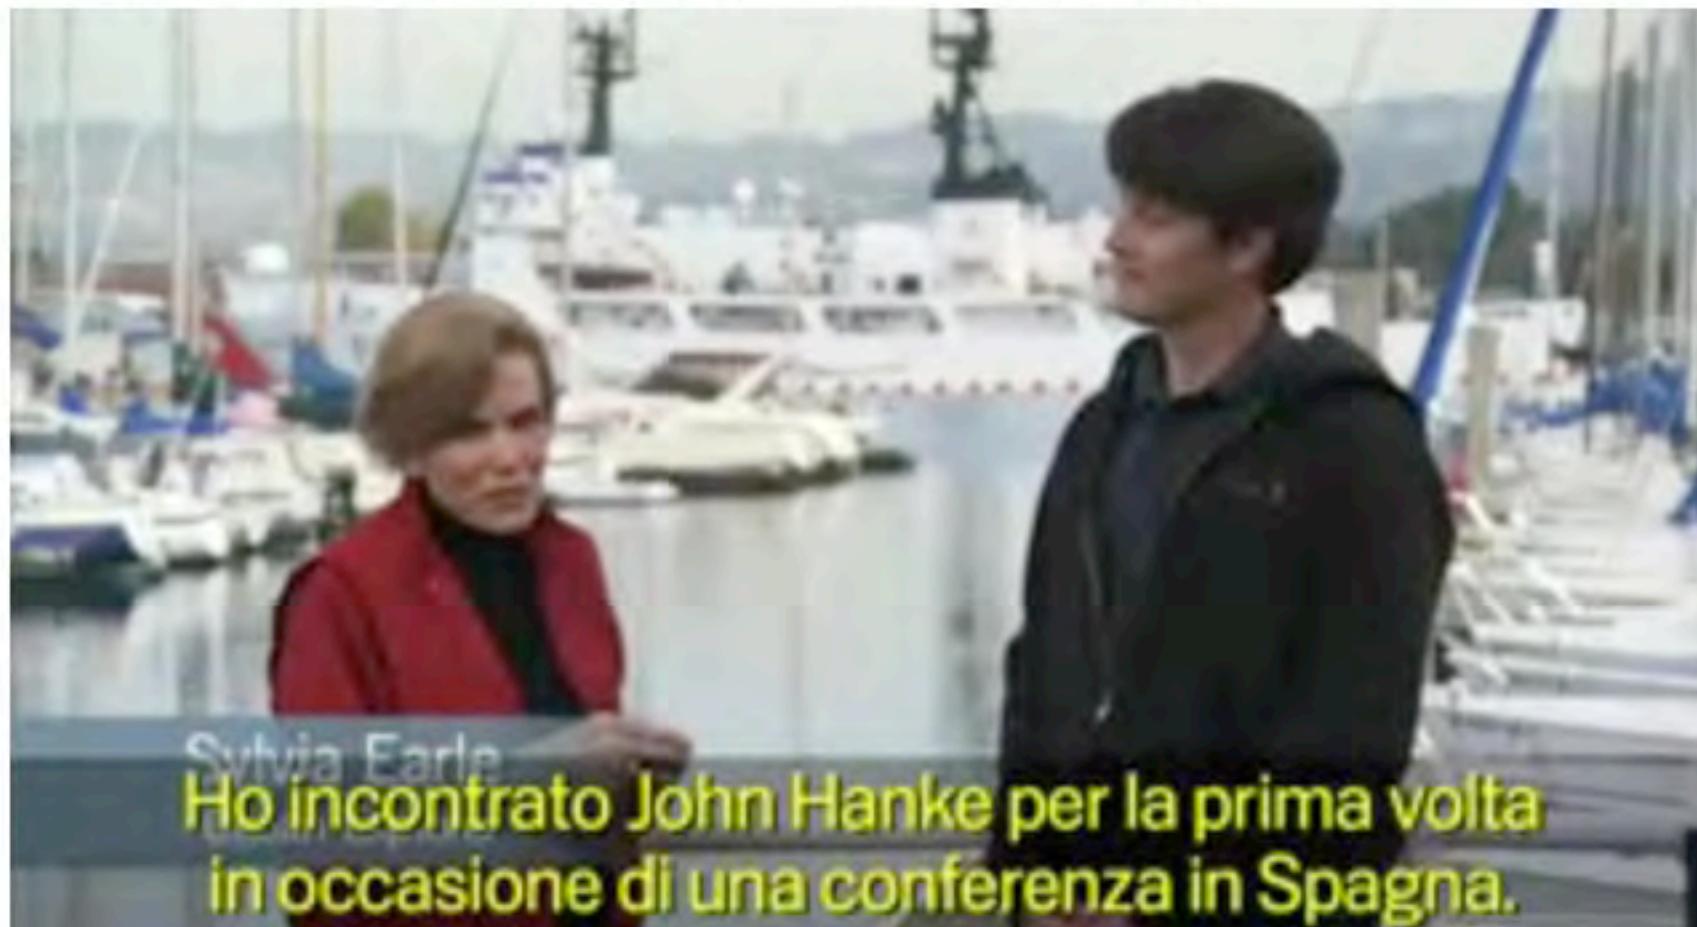 Sylvia Earle
Ho incontrato John Hanke per la prima volta
in occasione di una conferenza in Spagna.